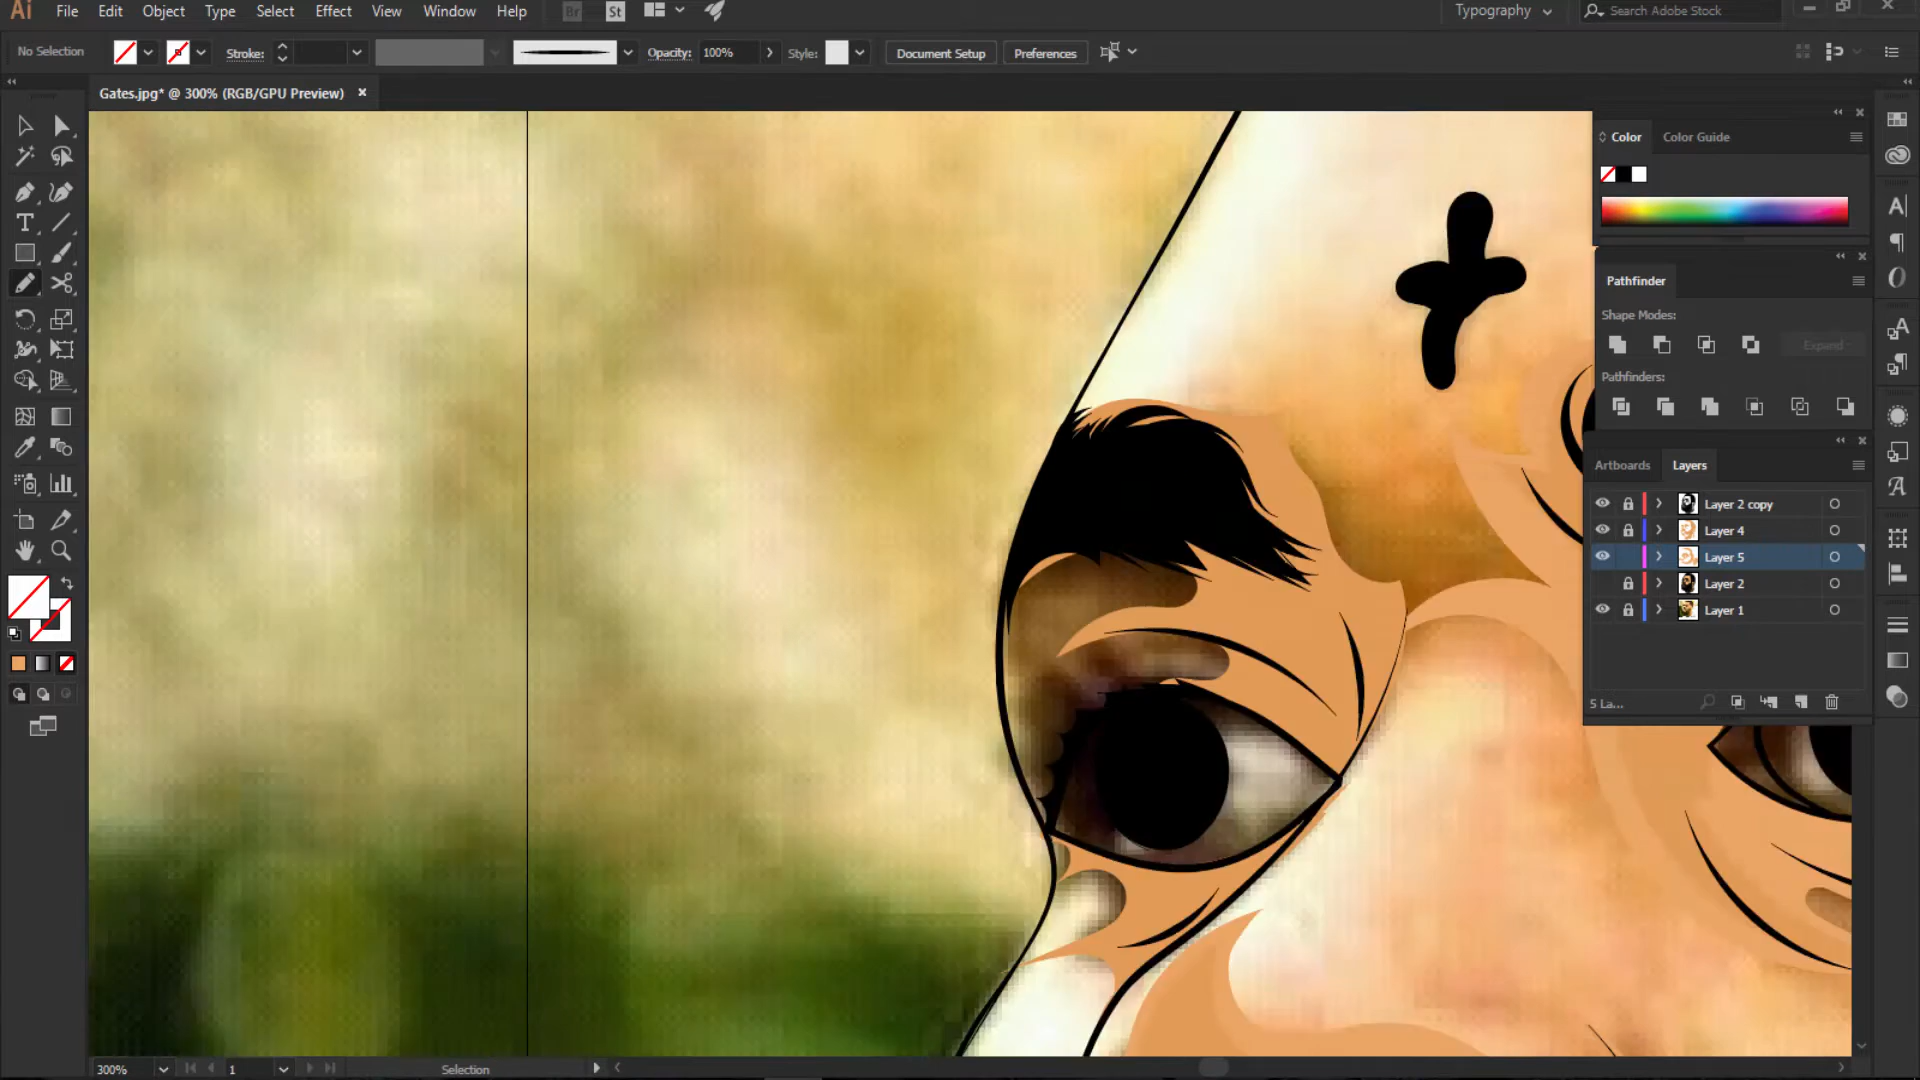 Ai File Edit Object Type Select Effect View Window Help Br St Typography Search Adobe Stock
No Selection Stroke: Opacity: 100% Style: Document Setup Preferences
Gates.jpg* @ 300% (RGB/GPU Preview) ×
Color Color Guide
Pathfinder
Shape Modes:
Expand
Pathfinders:
Artboards Layers
Layer 2 copy
Layer 4
Layer 5
Layer 2
Layer 1
5 La...
300% 1 Selection